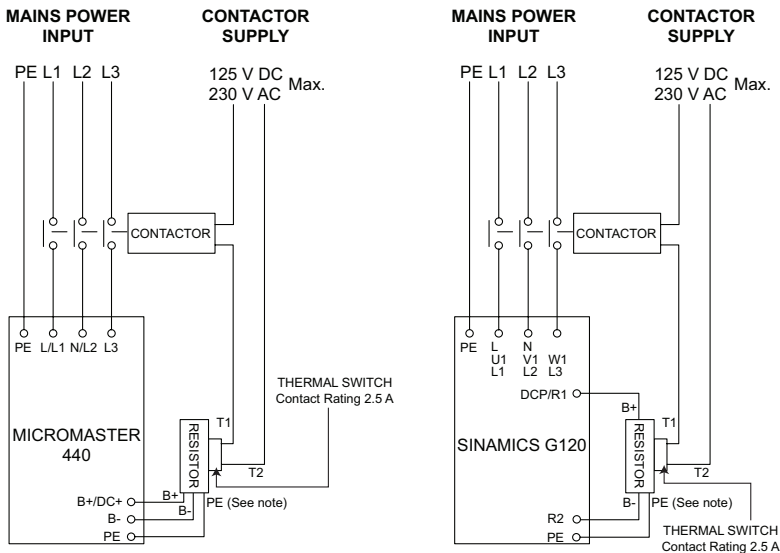 MAINS POWER
INPUT
CONTACTOR
SUPPLY
PE L1 L2 L3
125 V DC
230 V AC
Max.
CONTACTOR
PE L/L1 N/L2 L3
THERMAL SWITCH
Contact Rating 2.5 A
MICROMASTER
440
RESISTOR
T1
T2
B+/DC+
B+
B-
B-
PE (See note)
PE
MAINS POWER
INPUT
CONTACTOR
SUPPLY
PE L1 L2 L3
125 V DC
230 V AC
Max.
CONTACTOR
PE L N
U1 V1 W1
L1 L2 L3
DCP/R1
B+
T1
SINAMICS G120
RESISTOR
T2
B-
PE (See note)
R2
PE
THERMAL SWITCH
Contact Rating 2.5 A